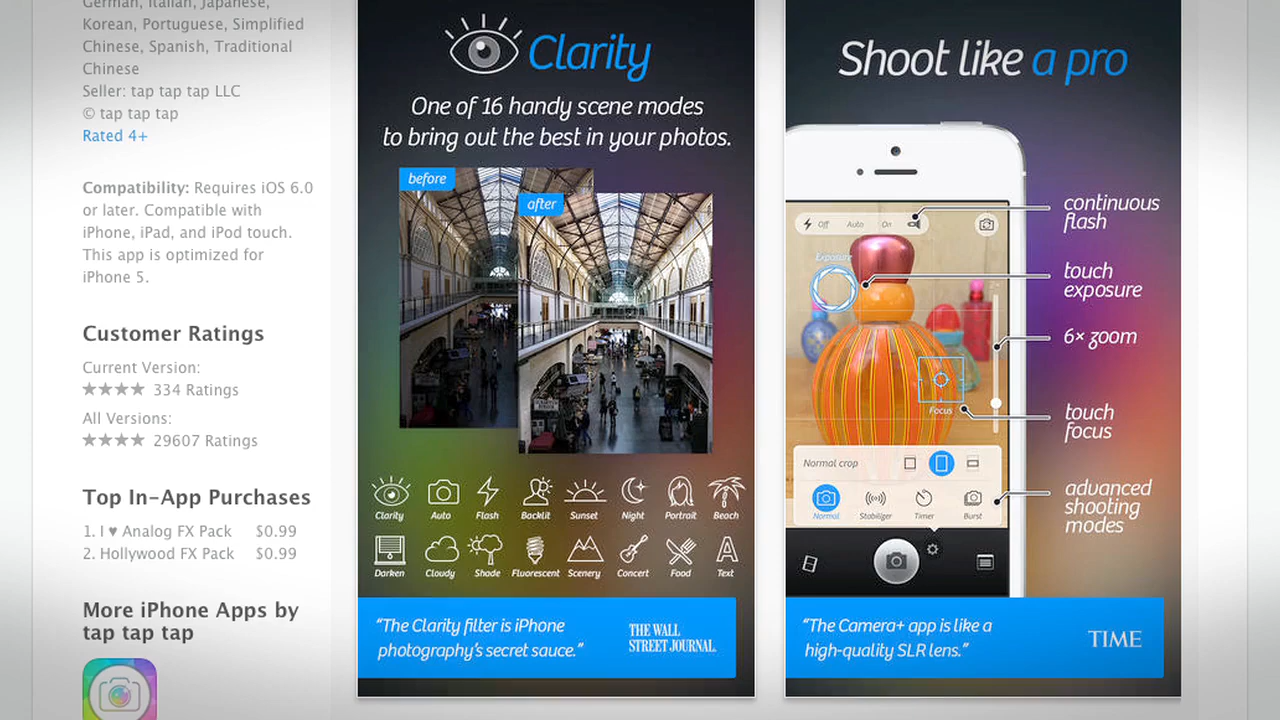 German, Italian, Japanese,
Korean, Portuguese, Simplified
Chinese, Spanish, Traditional
Chinese
Seller: tap tap tap LLC
© tap tap tap
Rated 4+
Compatibility: Requires iOS 6.0
or later. Compatible with
iPhone, iPad, and iPod touch.
This app is optimized for
iPhone 5.
Customer Ratings
Current Version:
★★★★ 334 Ratings
All Versions:
★★★★ 29607 Ratings
Top In-App Purchases
1. I ♥ Analog FX Pack $0.99
2. Hollywood FX Pack $0.99
More iPhone Apps by
tap tap tap
Clarity
One of 16 handy scene modes
to bring out the best in your photos.
before
after
Clarity Auto Flash Backlit Sunset Night Portrait Beach
Darken Cloudy Shade Fluorescent Scenery Concert Food Text
“The Clarity filter is iPhone
photography’s secret sauce.”
THE WALL
STREET JOURNAL.
Shoot like a pro
Off Auto On
Exposure
Focus
Normal crop
Normal Stabilizer Timer Burst
continuous
flash
touch
exposure
6× zoom
touch
focus
advanced
shooting
modes
“The Camera+ app is like a
high-quality SLR lens.”
TIME